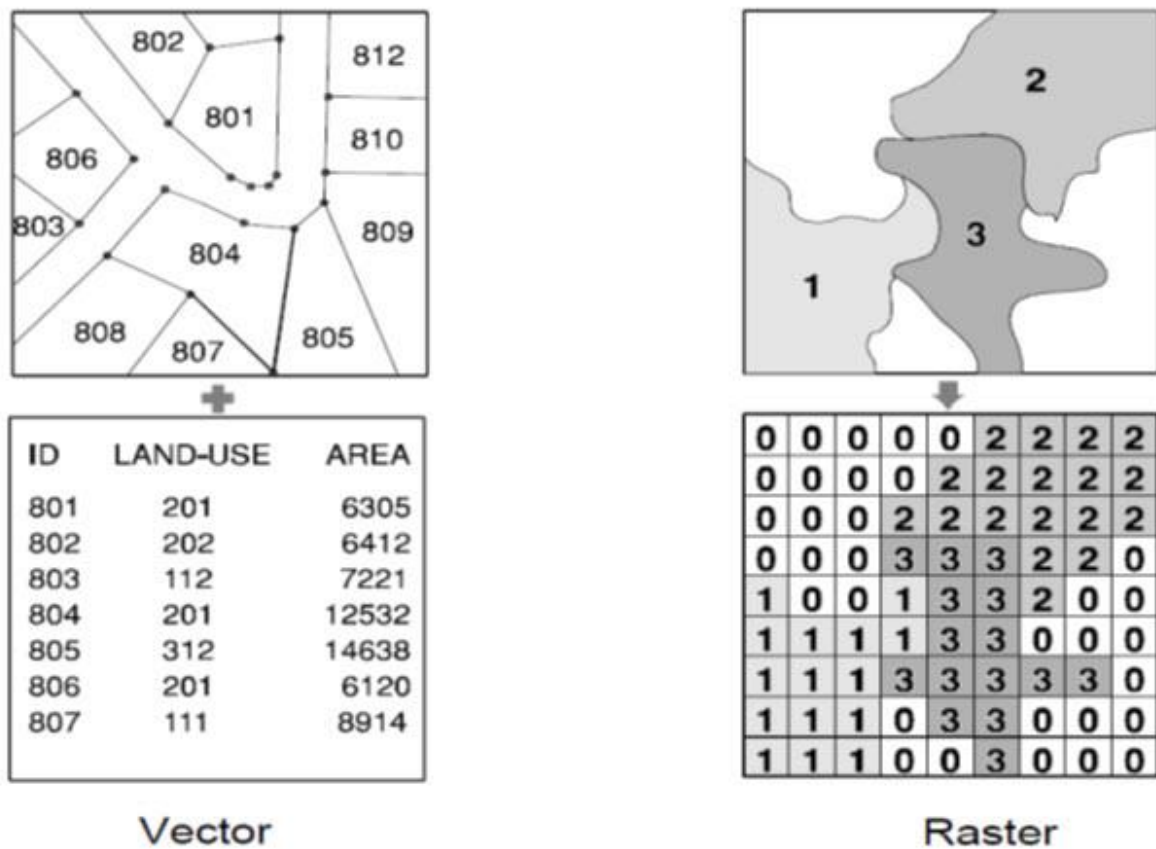 802
812
801
810
806
803
804
809
808
807
805
ID LAND-USE AREA
801 201 6305
802 202 6412
803 112 7221
804 201 12532
805 312 14638
806 201 6120
807 111 8914
Vector
2
3
1
0 0 0 0 0 2 2 2 2
0 0 0 0 2 2 2 2 2
0 0 0 2 2 2 2 2 2
0 0 0 3 3 3 2 2 0
1 0 0 1 3 3 2 0 0
1 1 1 1 3 3 0 0 0
1 1 1 3 3 3 3 3 0
1 1 1 0 3 3 0 0 0
1 1 1 0 0 3 0 0 0
Raster